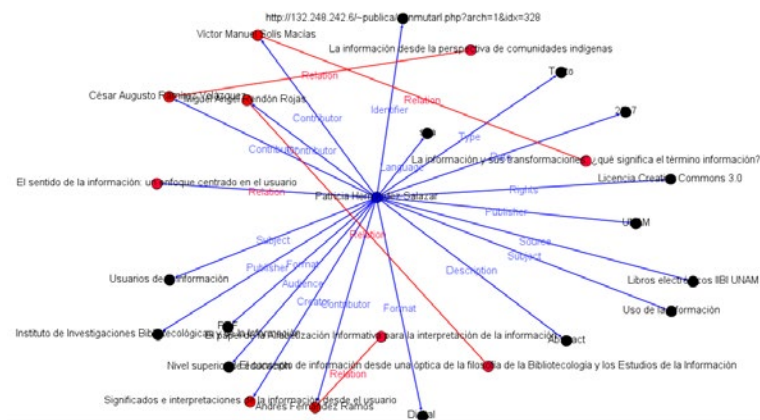 http://132.248.242.6/~publica/conmutarl.php?arch=1&idx=328
Víctor Manuel Solís Macías
La información desde la perspectiva de comunidades indígenas
Relation
Texto
César Augusto Ramírez Velázquez
Miguel Ángel Rendón Rojas
Relation
Identifier
2017
Contributor
Type
Contributor
Contributor
Language
La información y sus transformaciones: ¿qué significa el término información?
Licencia Creative Commons 3.0
El sentido de la información: un enfoque centrado en el usuario
Relation
Patricia Hernández Salazar
Rights
Publisher
UNAM
Relation
Subject
Source
Subject
Publisher
Format
Description
Usuarios de la información
Audience
Libros electrónicos IIBI UNAM
Creator
Contributor
Format
Uso de la información
PDF
Instituto de Investigaciones Bibliotecológicas y de la Información
El papel de la Alfabetización Informativa para la interpretación de la información
Abstract
Nivel superior de educación
El concepto de información desde una óptica de la filosofía de la Bibliotecología y los Estudios de la Información
Relation
Significados e interpretaciones de la información desde el usuario
Andrés Fernández Ramos
Digital